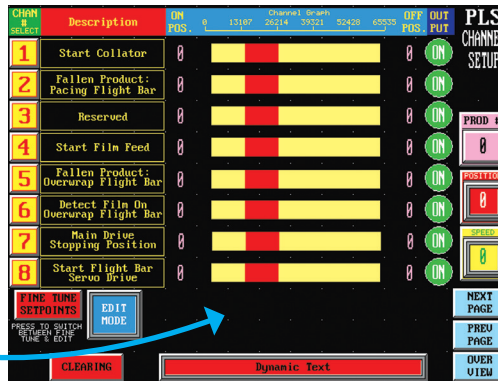 CHAN # SELECT
Description
ON POS.
Channel Graph
0 13107 26214 39321 52428 65535
OFF POS.
OUT PUT
PLS
CHANNE
SETUP
1 Start Collator 0 0 ON
2 Fallen Product: Pacing Flight Bar 0 0 ON
3 Reserved 0 0 ON
4 Start Film Feed 0 0 ON
5 Fallen Product: Overwrap Flight Bar 0 0 ON
6 Detect Film On Overwrap Flight Bar 0 0 ON
7 Main Drive Stopping Position 0 0 ON
8 Start Flight Bar Servo Drive 0 0 ON
PROD #
0
POSITION
0
SPEED
0
FINE TUNE
SETPOINTS
EDIT
MODE
PRESS TO SWITCH
BETWEEN FINE
TUNE & EDIT
NEXT
PAGE
PREV
PAGE
CLEARING
Dynamic Text
OVER
VIEW